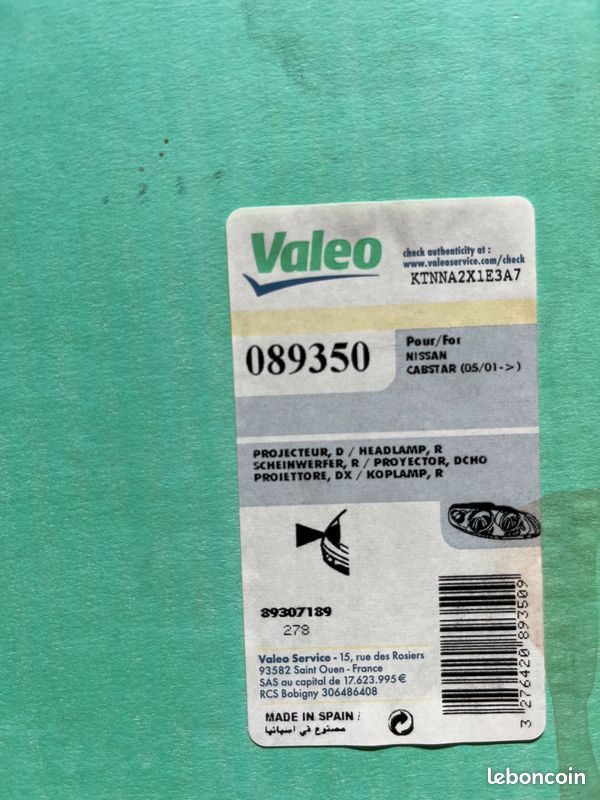 Valeo
check authenticity at :
www.valeoservice.com/check
KTNNA2X1E3A7
089350
Pour/For
NISSAN
CABSTAR (05/01->)
PROJECTEUR, D / HEADLAMP, R
SCHEINWERFER, R / PROYECTOR, DCHO
PROIETTORE, DX / KOPLAMP, R
89307189
278
Valeo Service - 15, rue des Rosiers
93582 Saint Ouen - France
SAS au capital de 17.623.995 €
RCS Bobigny 306486408
MADE IN SPAIN
مصنوع في اسبانيا
3 276420 893509
leboncoin